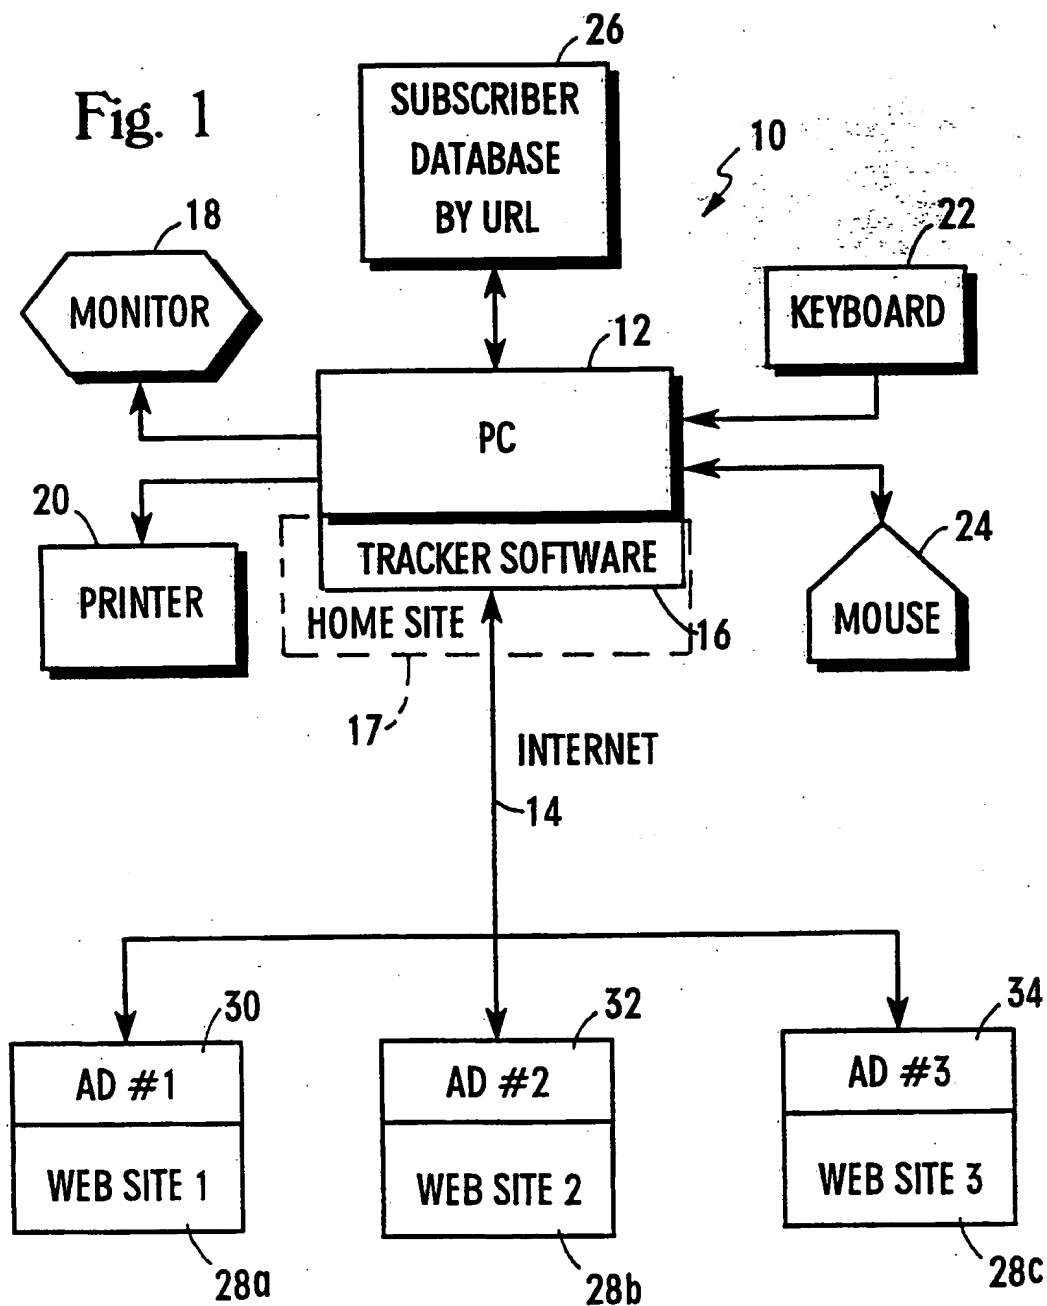 Fig. 1
26
SUBSCRIBER
DATABASE
BY URL
10
18
MONITOR
22
KEYBOARD
12
PC
20
PRINTER
TRACKER SOFTWARE
HOME SITE
16
17
24
MOUSE
INTERNET
14
30
AD #1
WEB SITE 1
28a
32
AD #2
WEB SITE 2
28b
34
AD #3
WEB SITE 3
28c